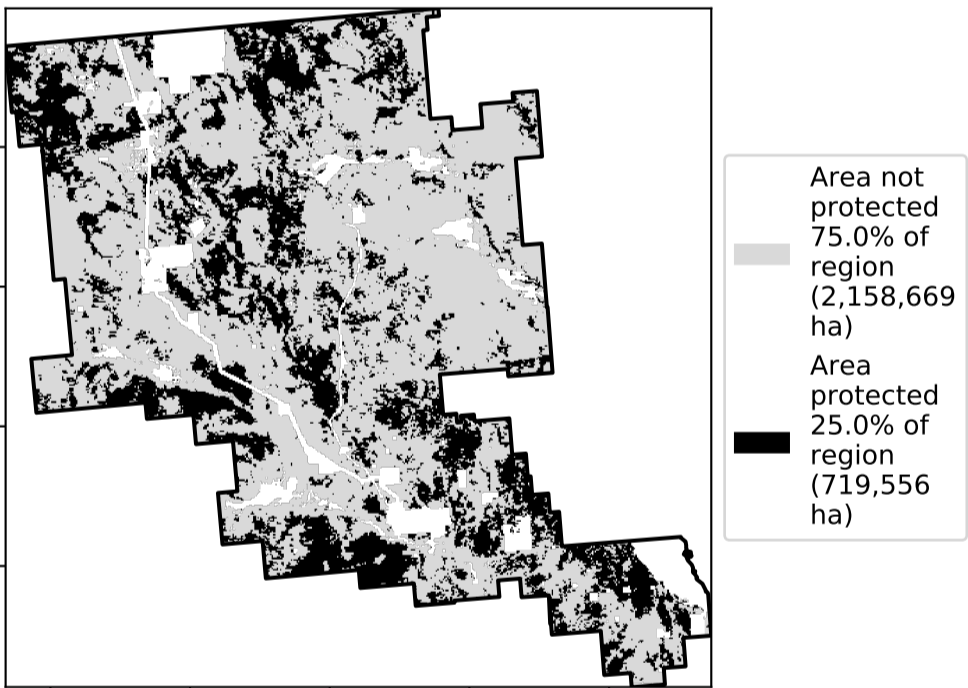 Area not
protected
75.0% of
region
(2,158,669
ha)
Area
protected
25.0% of
region
(719,556
ha)